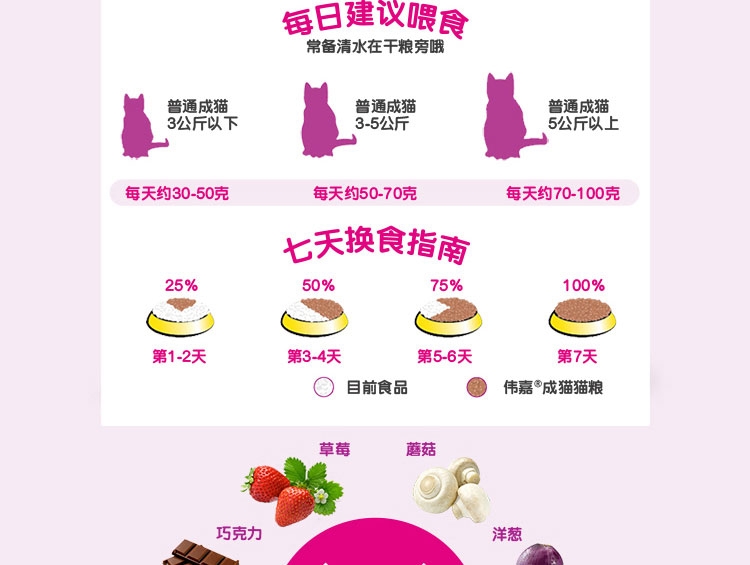 每日建议喂食
常备清水在干粮旁哦
普通成猫
3公斤以下
普通成猫
3-5公斤
普通成猫
5公斤以上
每天约30-50克
每天约50-70克
每天约70-100克
七天换食指南
25%
50%
75%
100%
第1-2天
第3-4天
第5-6天
第7天
目前食品
伟嘉®成猫猫粮
草莓
蘑菇
巧克力
洋葱